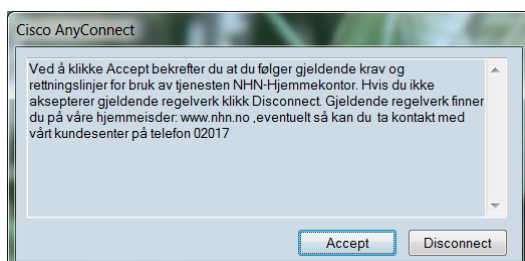 Cisco AnyConnect
Ved å klikke Accept bekrefter du at du følger gjeldende krav og
rettningslinjer for bruk av tjenesten NHN-Hjemmekontor. Hvis du ikke
aksepterer gjeldende regelverk klikk Disconnect. Gjeldende regelverk finner
du på våre hjemmeisder: www.nhn.no ,eventuelt så kan du  ta kontakt med
vårt kundesenter på telefon 02017
Accept
Disconnect